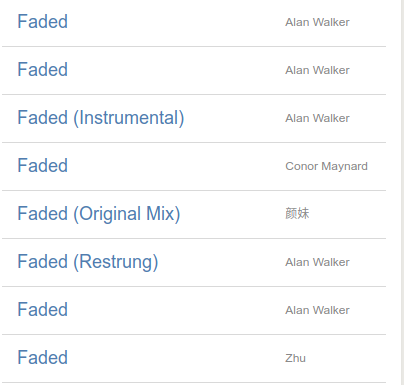 Faded Alan Walker
Faded Alan Walker
Faded (Instrumental) Alan Walker
Faded Conor Maynard
Faded (Original Mix) 颜妹
Faded (Restrung) Alan Walker
Faded Alan Walker
Faded Zhu